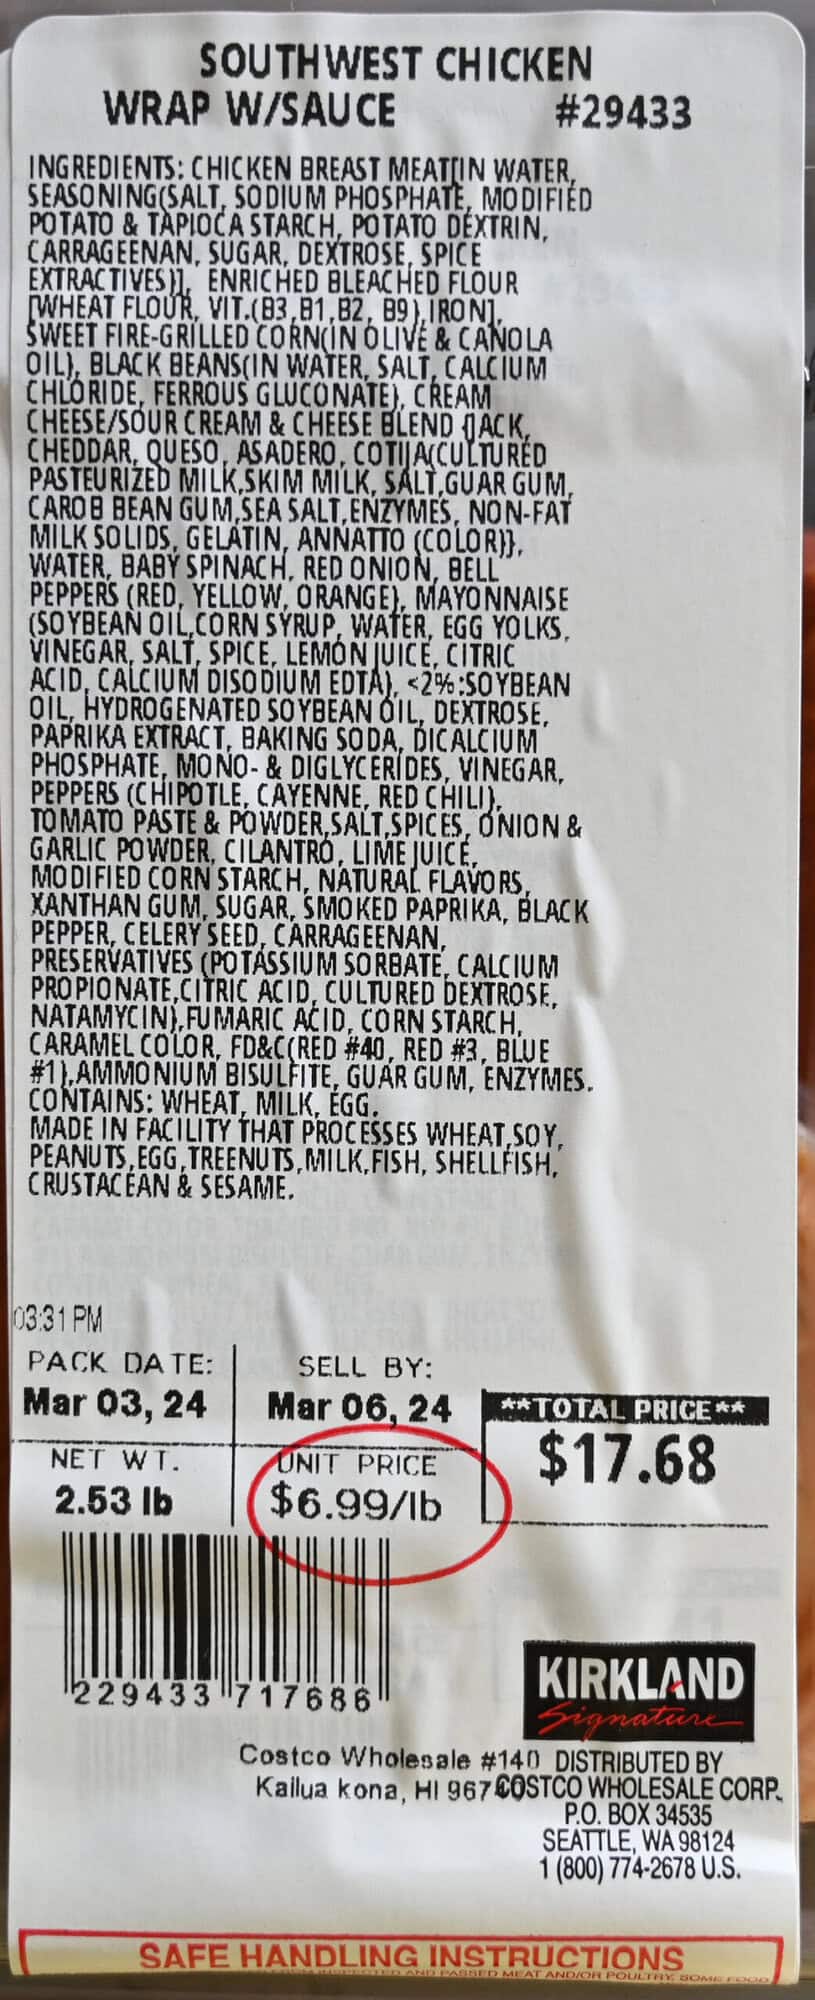 SOUTHWEST CHICKEN
WRAP W/SAUCE #29433
INGREDIENTS: CHICKEN BREAST MEAT[IN WATER,
SEASONING(SALT, SODIUM PHOSPHATE, MODIFIED
POTATO & TAPIOCA STARCH, POTATO DEXTRIN,
CARRAGEENAN, SUGAR, DEXTROSE, SPICE
EXTRACTIVES)], ENRICHED BLEACHED FLOUR
[WHEAT FLOUR, VIT.(B3,B1,B2, B9),IRON],
SWEET FIRE-GRILLED CORN(IN OLIVE & CANOLA
OIL), BLACK BEANS(IN WATER, SALT, CALCIUM
CHLORIDE, FERROUS GLUCONATE), CREAM
CHEESE/SOUR CREAM & CHEESE BLEND {JACK,
CHEDDAR, QUESO, ASADERO, COTIJA(CULTURED
PASTEURIZED MILK,SKIM MILK, SALT,GUAR GUM,
CAROB BEAN GUM,SEA SALT,ENZYMES, NON-FAT
MILK SOLIDS, GELATIN, ANNATTO (COLOR)},
WATER, BABY SPINACH, RED ONION, BELL
PEPPERS (RED, YELLOW, ORANGE), MAYONNAISE
(SOYBEAN OIL,CORN SYRUP, WATER, EGG YOLKS,
VINEGAR, SALT, SPICE, LEMON JUICE, CITRIC
ACID, CALCIUM DISODIUM EDTA), <2%:SOYBEAN
OIL, HYDROGENATED SOYBEAN OIL, DEXTROSE,
PAPRIKA EXTRACT, BAKING SODA, DICALCIUM
PHOSPHATE, MONO- & DIGLYCERIDES, VINEGAR,
PEPPERS (CHIPOTLE, CAYENNE, RED CHILI),
TOMATO PASTE & POWDER,SALT,SPICES, ONION &
GARLIC POWDER, CILANTRO, LIME JUICE,
MODIFIED CORN STARCH, NATURAL FLAVORS,
XANTHAN GUM, SUGAR, SMOKED PAPRIKA, BLACK
PEPPER, CELERY SEED, CARRAGEENAN,
PRESERVATIVES (POTASSIUM SORBATE, CALCIUM
PROPIONATE,CITRIC ACID, CULTURED DEXTROSE,
NATAMYCIN),FUMARIC ACID, CORN STARCH,
CARAMEL COLOR, FD&C(RED #40, RED #3, BLUE
#1),AMMONIUM BISULFITE, GUAR GUM, ENZYMES.
CONTAINS: WHEAT, MILK, EGG.
MADE IN FACILITY THAT PROCESSES WHEAT,SOY,
PEANUTS,EGG,TREENUTS,MILK,FISH, SHELLFISH,
CRUSTACEAN & SESAME.
03:31 PM
PACK DATE: SELL BY:
Mar 03, 24 Mar 06, 24 **TOTAL PRICE**
NET WT. UNIT PRICE $17.68
2.53 lb $6.99/lb
229433 717686
KIRKLAND
Signature
Costco Wholesale #140 DISTRIBUTED BY
Kailua kona, HI COSTCO WHOLESALE CORP.
P.O. BOX 34535
SEATTLE, WA 98124
1 (800) 774-2678 U.S.
SAFE HANDLING INSTRUCTIONS
INSPECTED AND PASSED MEAT AND/OR POULTRY. SOME FOOD